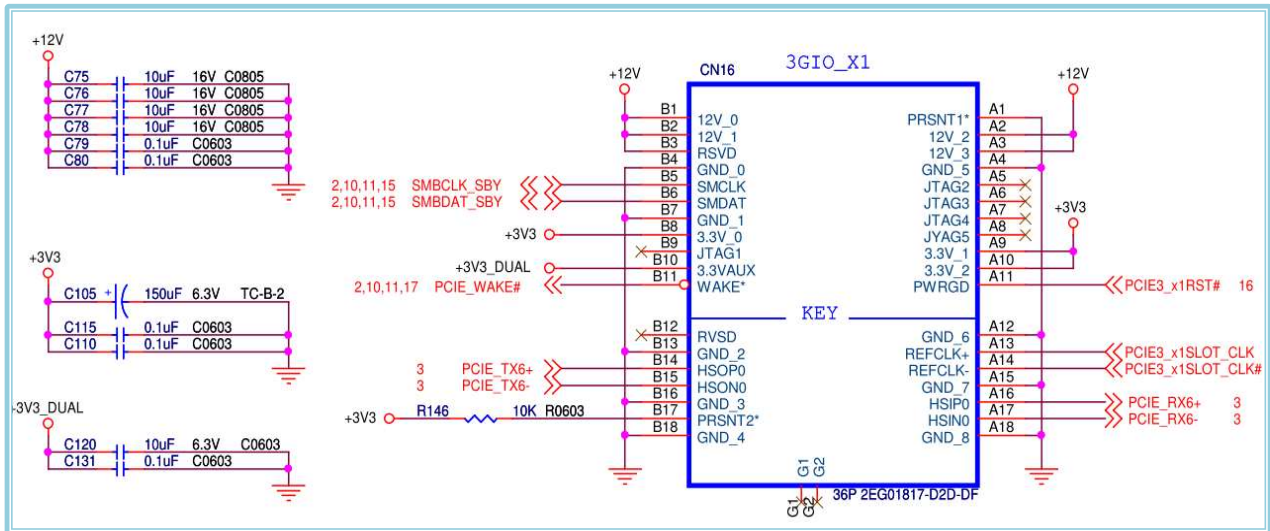 +12V
C75 10uF 16V C0805
C76 10uF 16V C0805
C77 10uF 16V C0805
C78 10uF 16V C0805
C79 0.1uF C0603
C80 0.1uF C0603
+3V3
C105 + 150uF 6.3V TC-B-2
C115 0.1uF C0603
C110 0.1uF C0603
+3V3_DUAL
C120 10uF 6.3V C0603
C131 0.1uF C0603
CN16 3GIO_X1
+12V
+12V
B1 12V_0 PRSNT1* A1
B2 12V_1 12V_2 A2
B3 RSVD 12V_3 A3
B4 GND_0 GND_5 A4
2,10,11,15 SMBCLK_SBY B5 SMCLK JTAG2 A5
2,10,11,15 SMBDAT_SBY B6 SMDAT JTAG3 A6
B7 GND_1 JTAG4 A7
+3V3 B8 3.3V_0 JYAG5 A8 +3V3
B9 JTAG1 3.3V_1 A9
+3V3_DUAL B10 3.3VAUX 3.3V_2 A10
2,10,11,17 PCIE_WAKE# B11 WAKE* PWRGD A11 PCIE3_x1RST# 16
KEY
B12 RVSD GND_6 A12
B13 GND_2 REFCLK+ A13 PCIE3_x1SLOT_CLK
3 PCIE_TX6+ B14 HSOP0 REFCLK- A14 PCIE3_x1SLOT_CLK#
3 PCIE_TX6- B15 HSON0 GND_7 A15
B16 GND_3 HSIP0 A16 PCIE_RX6+ 3
+3V3 R146 10K R0603 B17 PRSNT2* HSIN0 A17 PCIE_RX6- 3
B18 GND_4 GND_8 A18
G1 G2
G1 G2
36P 2EG01817-D2D-DF